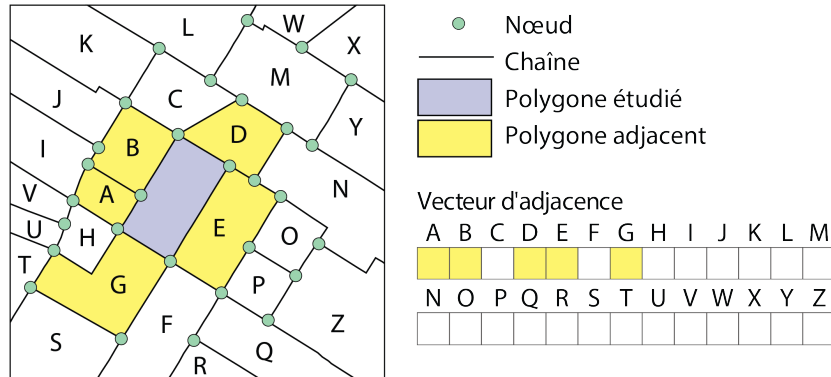 L W
K X
M
J C
Y
B D
I
N
V A
E
U H O
T
G P
F Z
S Q
R
Nœud
Chaîne
Polygone étudié
Polygone adjacent
Vecteur d'adjacence
A B C D E F G H I J K L M
N O P Q R S T U V W X Y Z